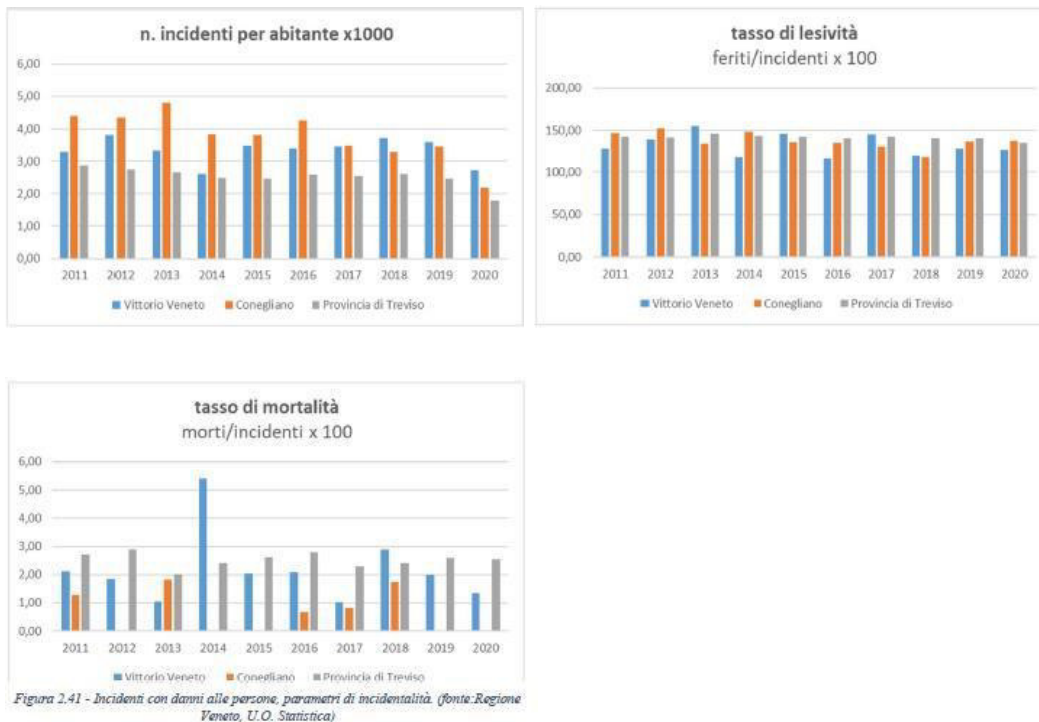 n. incidenti per abitante x1000
6,00
5,00
4,00
3,00
2,00
1,00
0,00
2011 2012 2013 2014 2015 2016 2017 2018 2019 2020
Vittorio Veneto Conegliano Provincia di Treviso
tasso di lesività
feriti/incidenti x 100
200,00
150,00
100,00
50,00
0,00
2011 2012 2013 2014 2015 2016 2017 2018 2019 2020
Vittorio Veneto Conegliano Provincia di Treviso
tasso di mortalità
morti/incidenti x 100
6,00
5,00
4,00
3,00
2,00
1,00
0,00
2011 2012 2013 2014 2015 2016 2017 2018 2019 2020
Vittorio Veneto Conegliano Provincia di Treviso
Figura 2.41 - Incidenti con danni alle persone, parametri di incidentalità. (fonte:Regione
Veneto, U.O. Statistica)